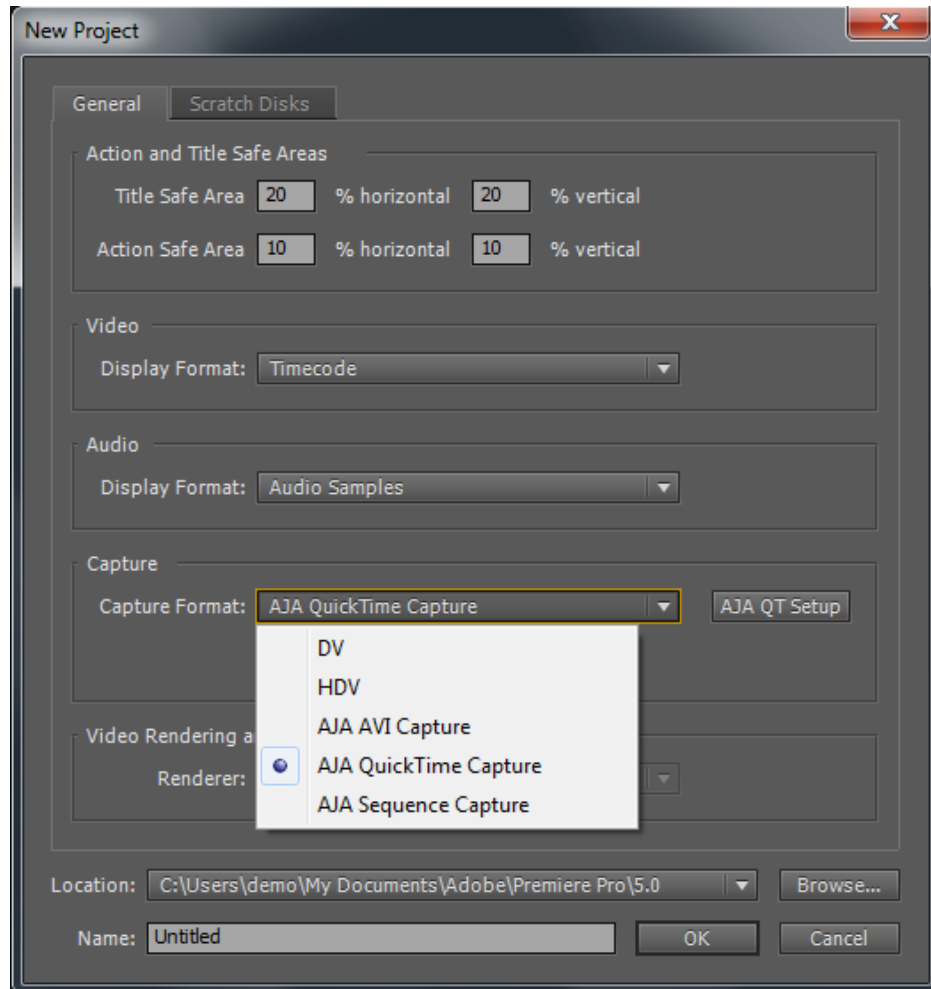 New Project
General Scratch Disks
Action and Title Safe Areas
Title Safe Area 20 % horizontal 20 % vertical
Action Safe Area 10 % horizontal 10 % vertical
Video
Display Format: Timecode
Audio
Display Format: Audio Samples
Capture
Capture Format: AJA QuickTime Capture AJA QT Setup
DV
HDV
AJA AVI Capture
AJA QuickTime Capture
AJA Sequence Capture
Video Rendering
Renderer:
Location: C:\Users\demo\My Documents\Adobe\Premiere Pro\5.0 Browse...
Name: Untitled OK Cancel